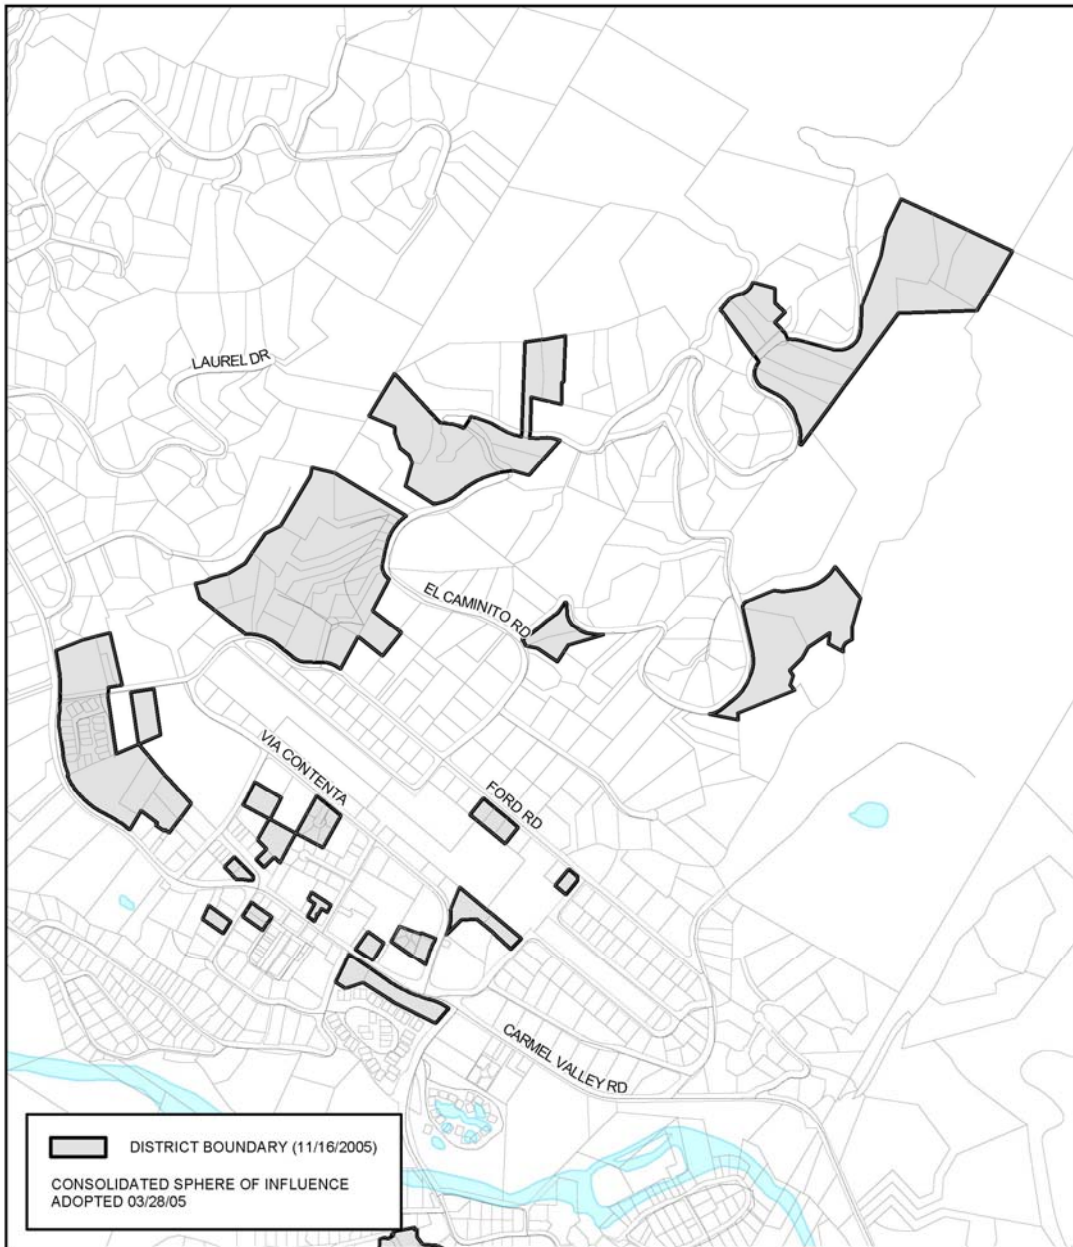 LAUREL DR
EL CAMINITO RD
VIA CONTENTA
FORD RD
CARMEL VALLEY RD
DISTRICT BOUNDARY (11/16/2005)
CONSOLIDATED SPHERE OF INFLUENCE
ADOPTED 03/28/05